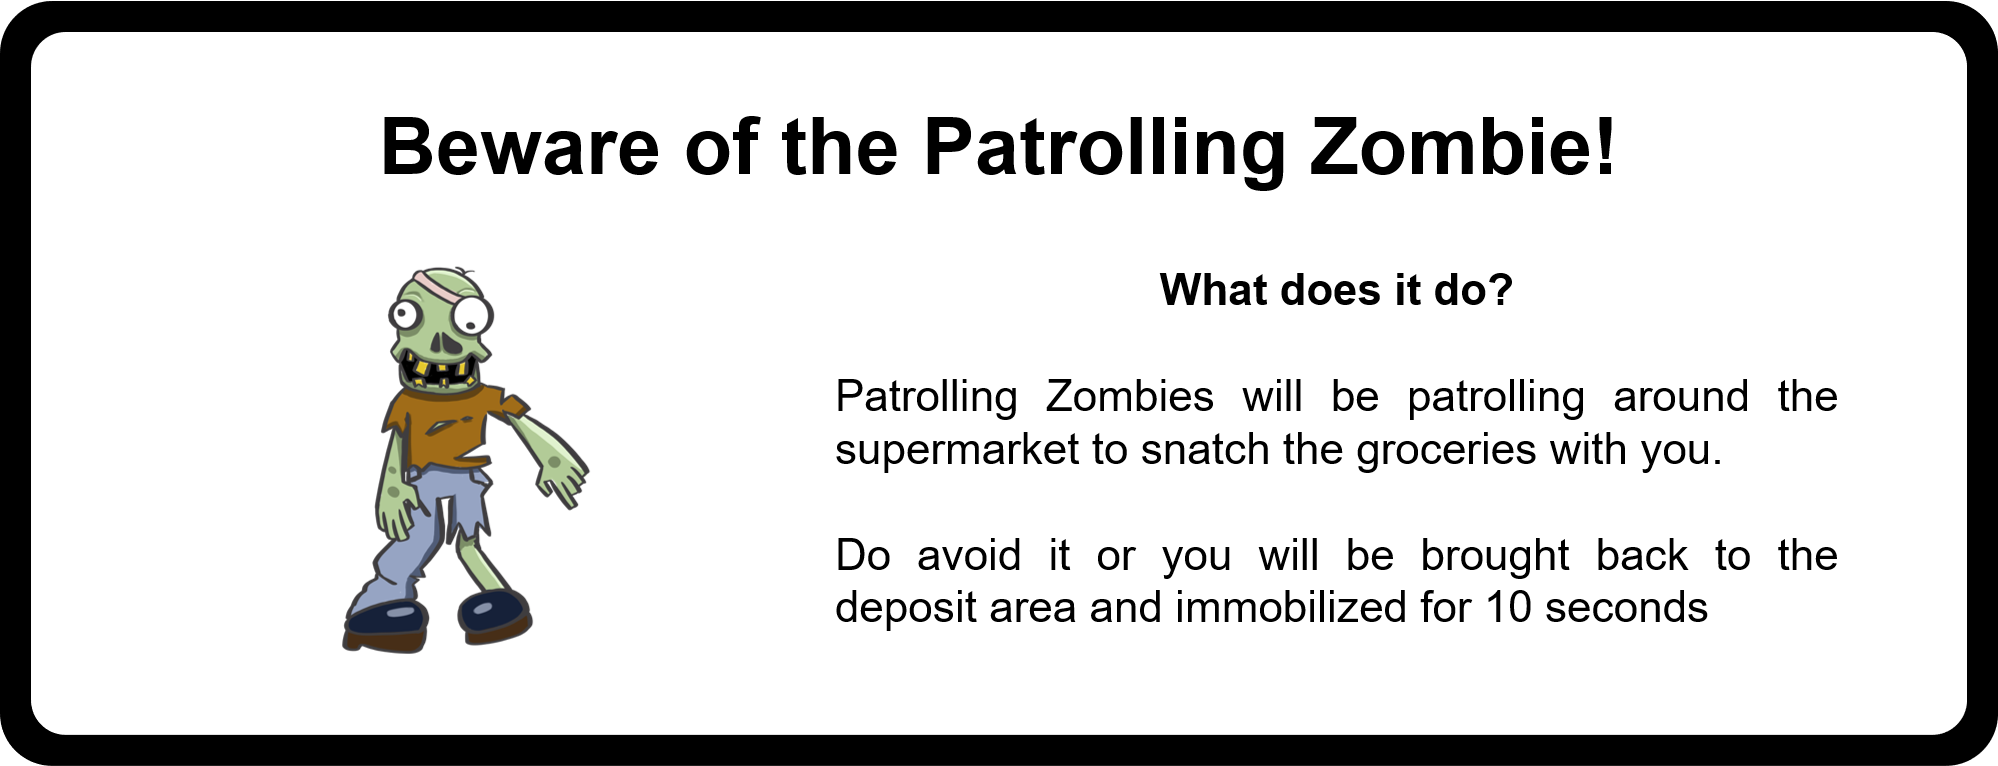 Beware of the Patrolling Zombie!
What does it do?
Patrolling Zombies will be patrolling around the
supermarket to snatch the groceries with you.
Do avoid it or you will be brought back to the
deposit area and immobilized for 10 seconds